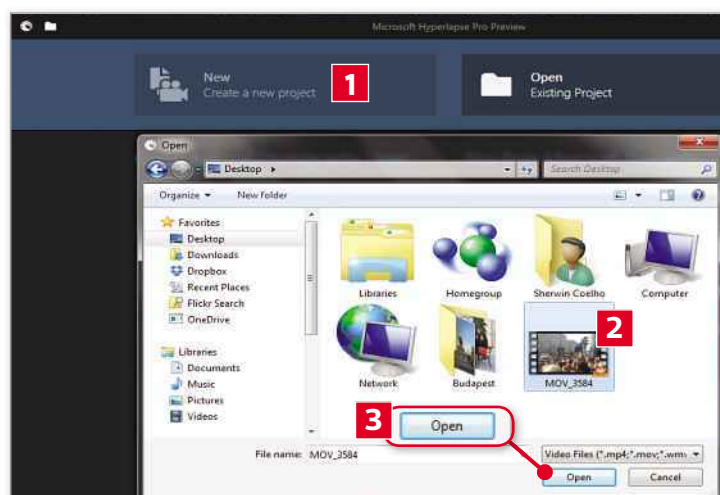 Microsoft Hyperlapse Pro Preview
New
Create a new project
1
Open
Existing Project
Open
Desktop
Search Desktop
Organize
New folder
Favorites
Desktop
Downloads
Dropbox
Recent Places
Flickr Search
OneDrive
Libraries
Documents
Music
Pictures
Videos
Libraries
Homegroup
Sherwin Coelho
Computer
Network
Budapest
MOV_3584
2
3
Open
File name: MOV_3584
Video Files (*.mp4;*.mov;*.wm
Open
Cancel